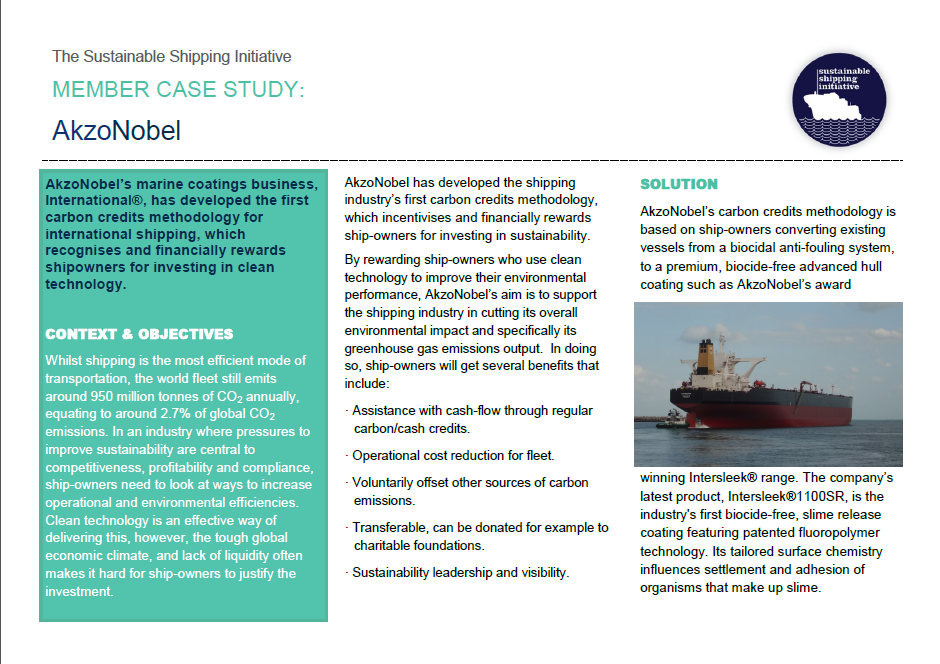 The Sustainable Shipping Initiative
MEMBER CASE STUDY:
AkzoNobel
sustainable
shipping
initiative
AkzoNobel's marine coatings business,
International®, has developed the first
carbon credits methodology for
international shipping, which
recognises and financially rewards
shipowners for investing in clean
technology.
CONTEXT & OBJECTIVES
Whilst shipping is the most efficient mode of
transportation, the world fleet still emits
around 950 million tonnes of CO₂ annually,
equating to around 2.7% of global CO₂
emissions. In an industry where pressures to
improve sustainability are central to
competitiveness, profitability and compliance,
ship-owners need to look at ways to increase
operational and environmental efficiencies.
Clean technology is an effective way of
delivering this, however, the tough global
economic climate, and lack of liquidity often
makes it hard for ship-owners to justify the
investment.
AkzoNobel has developed the shipping
industry's first carbon credits methodology,
which incentivises and financially rewards
ship-owners for investing in sustainability.
By rewarding ship-owners who use clean
technology to improve their environmental
performance, AkzoNobel's aim is to support
the shipping industry in cutting its overall
environmental impact and specifically its
greenhouse gas emissions output.  In doing
so, ship-owners will get several benefits that
include:
· Assistance with cash-flow through regular
carbon/cash credits.
· Operational cost reduction for fleet.
· Voluntarily offset other sources of carbon
emissions.
· Transferable, can be donated for example to
charitable foundations.
· Sustainability leadership and visibility.
SOLUTION
AkzoNobel's carbon credits methodology is
based on ship-owners converting existing
vessels from a biocidal anti-fouling system,
to a premium, biocide-free advanced hull
coating such as AkzoNobel's award
winning Intersleek® range. The company's
latest product, Intersleek®1100SR, is the
industry's first biocide-free, slime release
coating featuring patented fluoropolymer
technology. Its tailored surface chemistry
influences settlement and adhesion of
organisms that make up slime.